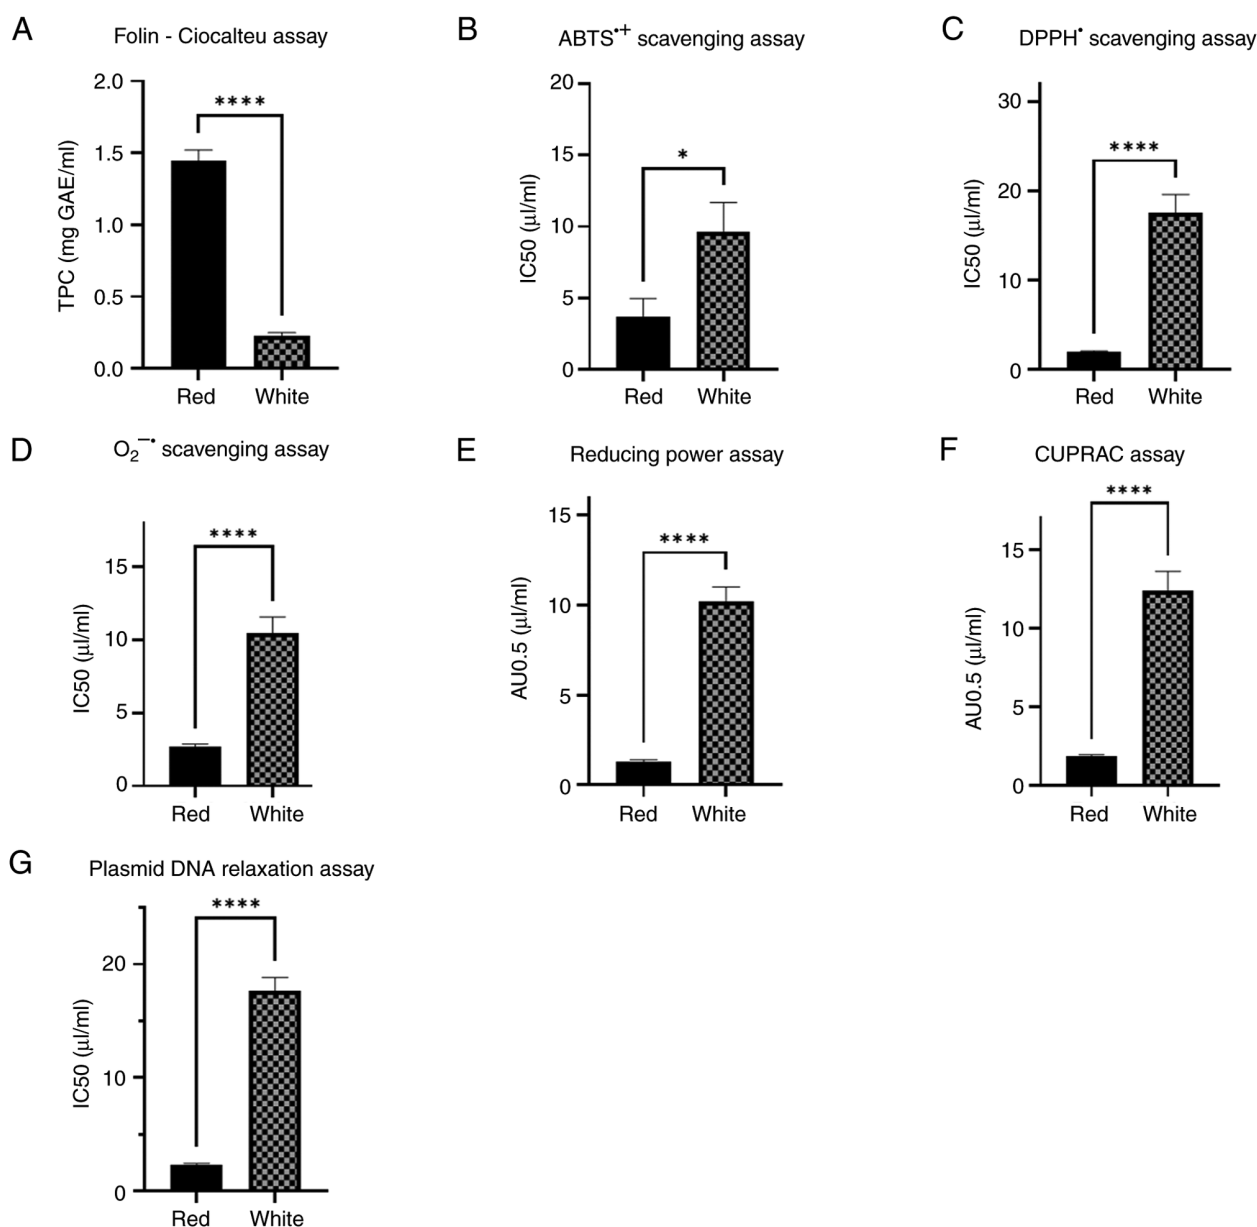 A
Folin - Ciocalteu assay
2.0
1.5
1.0
0.5
0.0
TPC (mg GAE/ml)
****
Red
White
B
ABTS•+ scavenging assay
20
15
10
5
0
IC50 (µl/ml)
*
Red
White
C
DPPH• scavenging assay
30
20
10
0
IC50 (µl/ml)
****
Red
White
D
O2−• scavenging assay
15
10
5
0
IC50 (µl/ml)
****
Red
White
E
Reducing power assay
15
10
5
0
AU0.5 (µl/ml)
****
Red
White
F
CUPRAC assay
15
10
5
0
AU0.5 (µl/ml)
****
Red
White
G
Plasmid DNA relaxation assay
20
10
0
IC50 (µl/ml)
****
Red
White